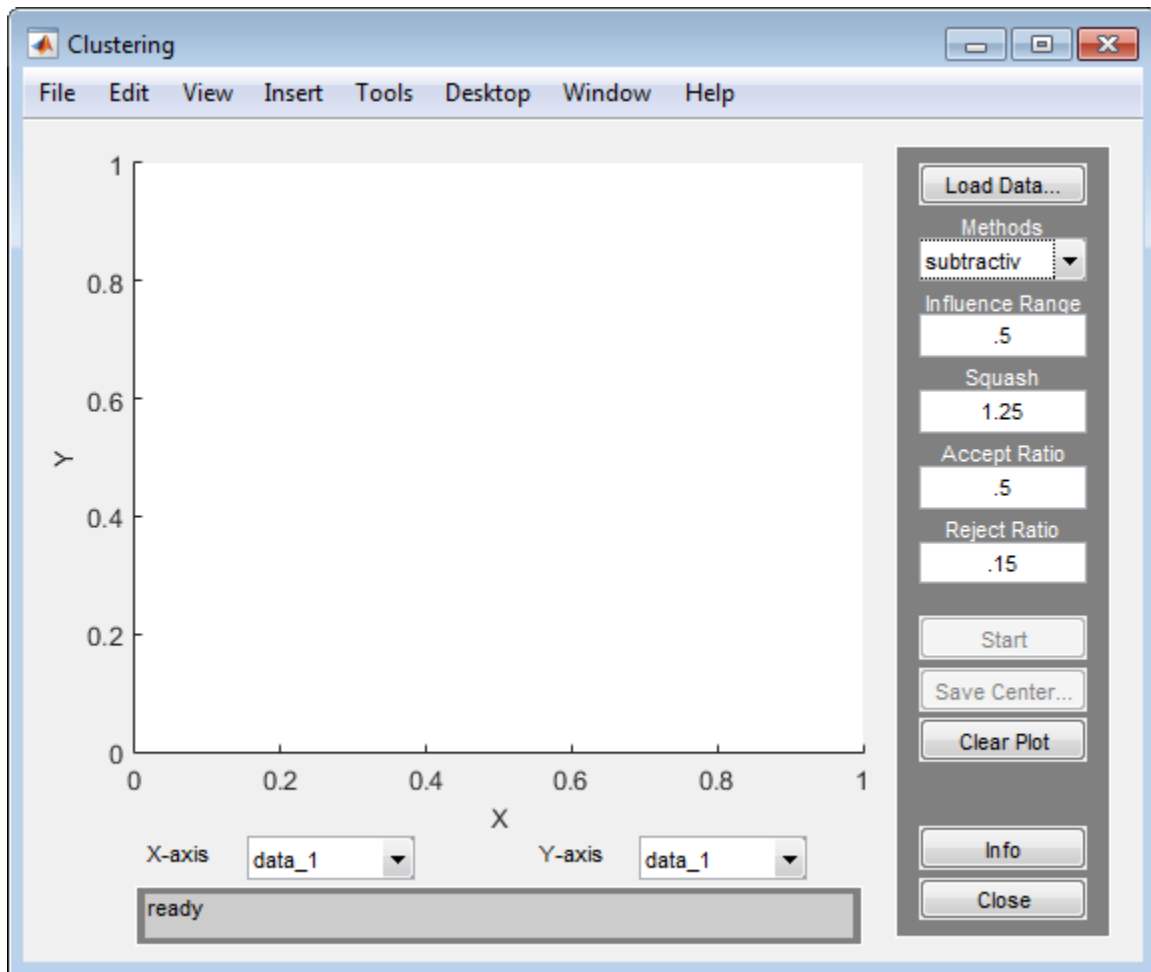 Clustering
File Edit View Insert Tools Desktop Window Help
1
0.8
0.6
0.4
0.2
0
Y
0 0.2 0.4 0.6 0.8 1
X
X-axis data_1 Y-axis data_1
ready
Load Data...
Methods
subtractiv
Influence Range
.5
Squash
1.25
Accept Ratio
.5
Reject Ratio
.15
Start
Save Center...
Clear Plot
Info
Close